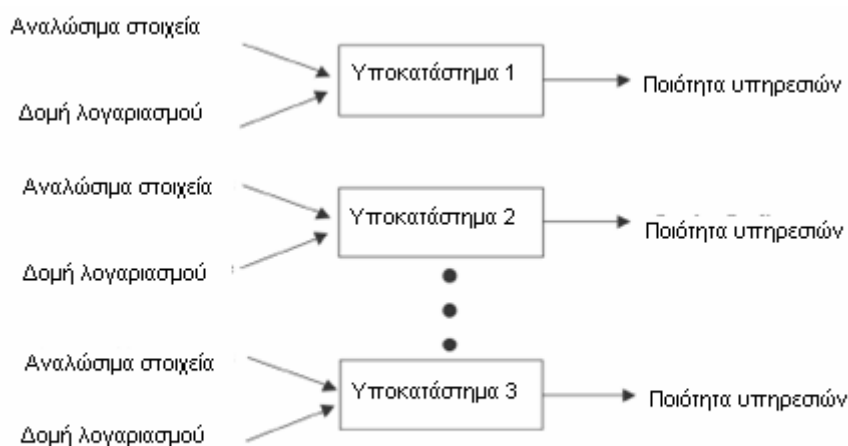 Αναλώσιμα στοιχεία
Υποκατάστημα 1
Ποιότητα υπηρεσιών
Δομή λογαριασμού
Αναλώσιμα στοιχεία
Υποκατάστημα 2
Ποιότητα υπηρεσιών
Δομή λογαριασμού
Αναλώσιμα στοιχεία
Υποκατάστημα 3
Ποιότητα υπηρεσιών
Δομή λογαριασμού